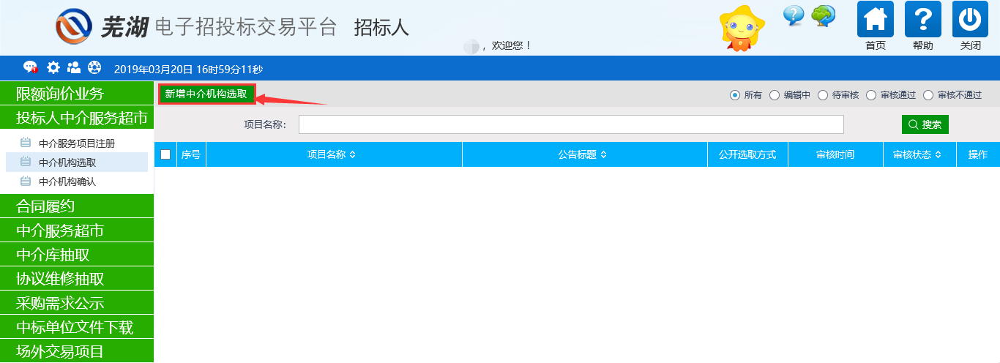 芜湖 电子招投标交易平台 招标人
，欢迎您！
首页 帮助 关闭
2019年03月20日 16时59分11秒
限额询价业务
投标人中介服务超市
中介服务项目注册
中介机构选取
中介机构确认
合同履约
中介服务超市
中介库抽取
协议维修抽取
采购需求公示
中标单位文件下载
场外交易项目
新增中介机构选取
所有 编辑中 待审核 审核通过 审核不通过
项目名称: 搜索
序号 项目名称 公告标题 公开选取方式 审核时间 审核状态 操作